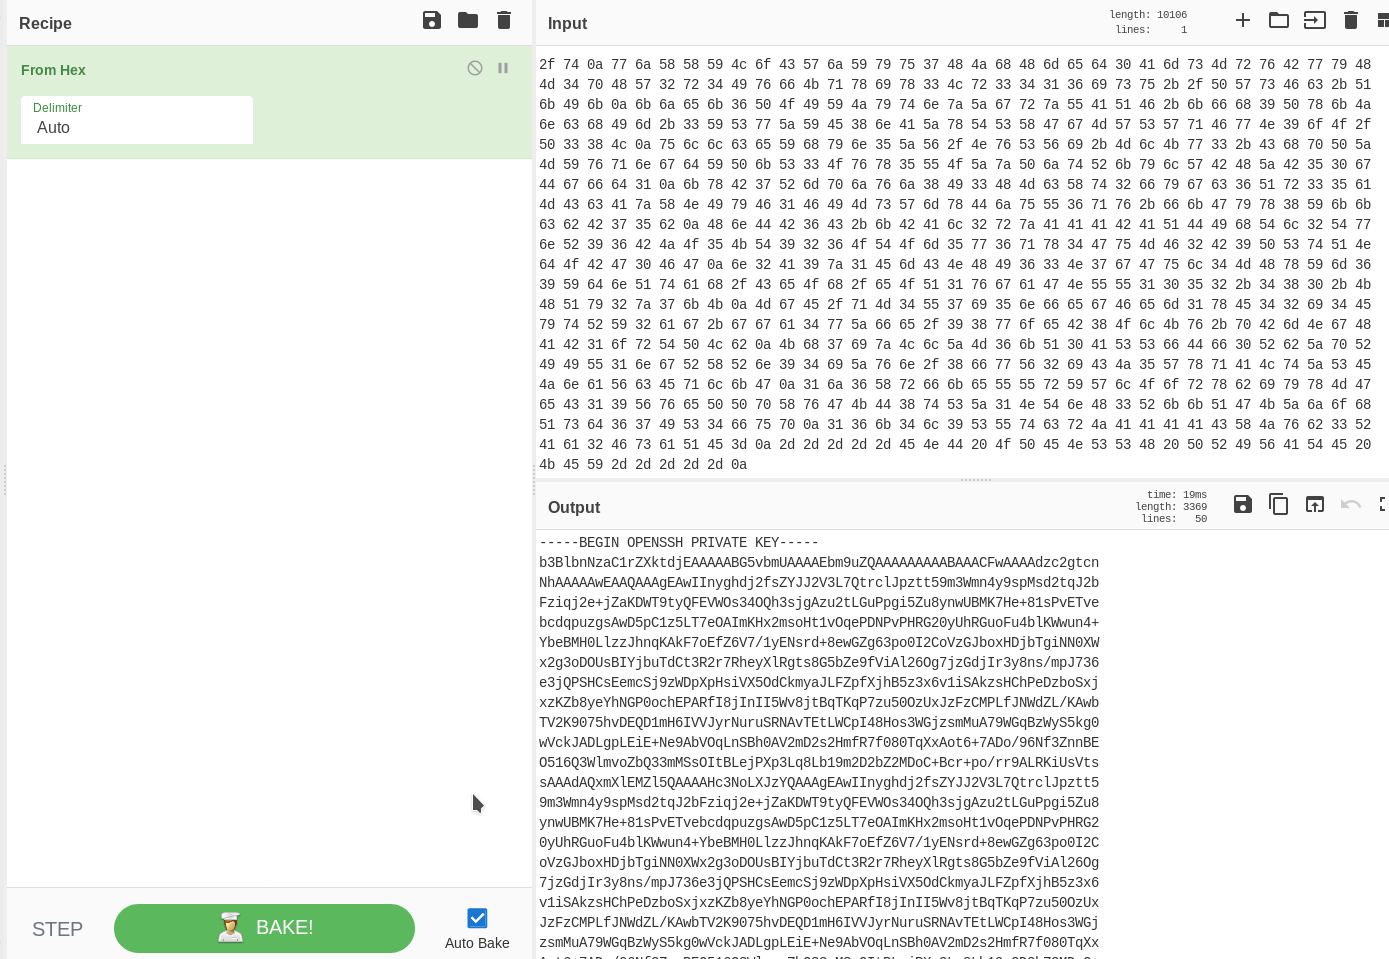 Recipe
From Hex
Delimiter
Auto
STEP
BAKE!
Auto Bake
Input
length: 10106
lines: 1
2f 74 0a 77 6a 58 58 59 4c 6f 43 57 6a 59 79 75 37 48 4a 68 48 6d 65 64 30 41 6d 73 4d 72 76 42 77 79 48
4d 34 70 48 57 32 72 34 49 76 66 4b 71 78 69 78 33 4c 72 33 34 31 36 69 73 75 2b 2f 50 57 73 46 63 2b 51
6b 49 6b 0a 6b 6a 65 6b 36 50 4f 49 59 4a 79 74 6e 7a 5a 67 72 7a 55 41 51 46 2b 6b 66 68 39 50 78 6b 4a
6e 63 68 49 6d 2b 33 59 53 77 5a 59 45 38 6e 41 5a 78 54 53 58 47 67 4d 57 53 57 71 46 77 4e 39 6f 4f 2f
50 33 38 4c 0a 75 6c 6c 63 65 59 68 79 6e 35 5a 56 2f 4e 76 53 56 69 2b 4d 6c 4b 77 33 2b 43 68 70 50 5a
4d 59 76 71 6e 67 64 59 50 6b 53 33 4f 76 78 35 55 4f 5a 7a 50 6a 74 52 6b 79 6c 57 42 48 5a 42 35 30 67
44 67 66 64 31 0a 6b 78 42 37 52 6d 70 6a 76 6a 38 49 33 48 4d 63 58 74 32 66 79 67 63 36 51 72 33 35 61
4d 43 63 41 7a 58 4e 49 79 46 31 46 49 4d 73 57 6d 78 44 6a 75 55 36 71 76 2b 66 6b 47 79 78 38 59 6b 6b
63 62 42 37 35 62 0a 48 6e 44 42 36 43 2b 6b 42 41 6c 32 72 7a 41 41 41 42 41 51 44 49 68 54 6c 32 54 77
6e 52 39 36 42 4a 4f 35 4b 54 39 32 36 4f 54 4f 6d 35 77 36 71 78 34 47 75 4d 46 32 42 39 50 53 74 51 4e
64 4f 42 47 30 46 47 0a 6e 32 41 39 7a 31 45 6d 43 4e 48 49 36 33 4e 37 67 47 75 6c 34 4d 48 78 59 6d 36
39 59 64 6e 51 74 61 68 2f 43 65 4f 68 2f 65 4f 51 31 76 67 61 47 4e 55 55 31 30 35 32 2b 34 38 30 2b 4b
48 51 79 32 7a 37 6b 4b 0a 4d 67 45 2f 71 4d 34 55 37 69 35 6e 66 65 67 46 65 6d 31 78 45 34 32 69 34 45
79 74 52 59 32 61 67 2b 67 67 61 34 77 5a 66 65 2f 39 38 77 6f 65 42 38 4f 6c 4b 76 2b 70 42 6d 4e 67 48
41 42 31 6f 72 54 50 4c 62 0a 4b 68 37 69 7a 4c 6c 5a 4d 36 6b 51 30 41 53 53 66 44 66 30 52 62 5a 70 52
49 49 55 31 6e 67 52 58 52 6e 39 34 69 5a 76 6e 2f 38 66 77 56 32 69 43 4a 35 57 78 71 41 4c 74 5a 53 45
4a 6e 61 56 63 45 71 6c 6b 47 0a 31 6a 36 58 72 66 6b 65 55 55 72 59 57 6c 4f 6f 72 78 62 69 79 78 4d 47
65 43 31 39 56 76 65 50 50 70 58 76 47 4b 44 38 74 53 5a 31 4e 54 6e 48 33 52 6b 6b 51 47 4b 5a 6a 6f 68
51 73 64 36 37 49 53 34 66 75 70 0a 31 36 6b 34 6c 39 53 55 74 63 72 4a 41 41 41 41 43 58 4a 76 62 33 52
41 61 32 46 73 61 51 45 3d 0a 2d 2d 2d 2d 2d 45 4e 44 20 4f 50 45 4e 53 53 48 20 50 52 49 56 41 54 45 20
4b 45 59 2d 2d 2d 2d 2d 0a
Output
time: 19ms
length: 3369
lines: 50
-----BEGIN OPENSSH PRIVATE KEY-----
b3BlbnNzaC1rZXktdjEAAAAABG5vbmUAAAAEbm9uZQAAAAAAAAABAAACFwAAAAdzc2gtcn
NhAAAAAwEAAQAAAgEAwIInyghdj2fsZYJJ2V3L7QtrclJpztt59m3Wmn4y9spMsd2tqJ2b
Fziqj2e+jZaKDWT9tyQFEVWOs34OQh3sjgAzu2tLGuPpgi5Zu8ynwUBMK7He+81sPvETve
bcdqpuzgsAwD5pC1z5LT7eOAImKHx2msoHt1vOqePDNPvPHRG20yUhRGuoFu4blKWwun4+
YbeBMH0LlzzJhnqKAkF7oEfZ6V7/1yENsrd+8ewGZg63po0I2CoVzGJboxHDjbTgiNN0XW
x2g3oDOUsBIYjbuTdCt3R2r7RheyXlRgts8G5bZe9fViAl26Og7jzGdjIr3y8ns/mpJ736
e3jQPSHCsEemcSj9zWDpXpHsiVX5OdCkmyaJLFZpfXjhB5z3x6v1iSAkzsHChPeDzboSxj
xzKZb8yeYhNGP0ochEPARfI8jInII5Wv8jtBqTKqP7zu50OzUxJzFzCMPLfJNWdZL/KAwb
TV2K9075hvDEQD1mH6IVVJyrNuruSRNAvTEtLWCpI48Hos3WGjzsmMuA79WGqBzWyS5kg0
wVckJADLgpLEiE+Ne9AbVOqLnSBh0AV2mD2s2HmfR7f080TqXxAot6+7ADo/96Nf3ZnnBE
O516Q3WlmvoZbQ33mMSsOItBLejPXp3Lq8Lb19m2D2bZ2MDoC+Bcr+po/rr9ALRKiUsVts
sAAAdAQxmXlEMZl5QAAAAHc3NoLXJzYQAAAgEAwIInyghdj2fsZYJJ2V3L7QtrclJpztt5
9m3Wmn4y9spMsd2tqJ2bFziqj2e+jZaKDWT9tyQFEVWOs34OQh3sjgAzu2tLGuPpgi5Zu8
ynwUBMK7He+81sPvETvebcdqpuzgsAwD5pC1z5LT7eOAImKHx2msoHt1vOqePDNPvPHRG2
0yUhRGuoFu4blKWwun4+YbeBMH0LlzzJhnqKAkF7oEfZ6V7/1yENsrd+8ewGZg63po0I2C
oVzGJboxHDjbTgiNN0XWx2g3oDOUsBIYjbuTdCt3R2r7RheyXlRgts8G5bZe9fViAl26Og
7jzGdjIr3y8ns/mpJ736e3jQPSHCsEemcSj9zWDpXpHsiVX5OdCkmyaJLFZpfXjhB5z3x6
v1iSAkzsHChPeDzboSxjxzKZb8yeYhNGP0ochEPARfI8jInII5Wv8jtBqTKqP7zu50OzUx
JzFzCMPLfJNWdZL/KAwbTV2K9075hvDEQD1mH6IVVJyrNuruSRNAvTEtLWCpI48Hos3WGj
zsmMuA79WGqBzWyS5kg0wVckJADLgpLEiE+Ne9AbVOqLnSBh0AV2mD2s2HmfR7f080TqXx